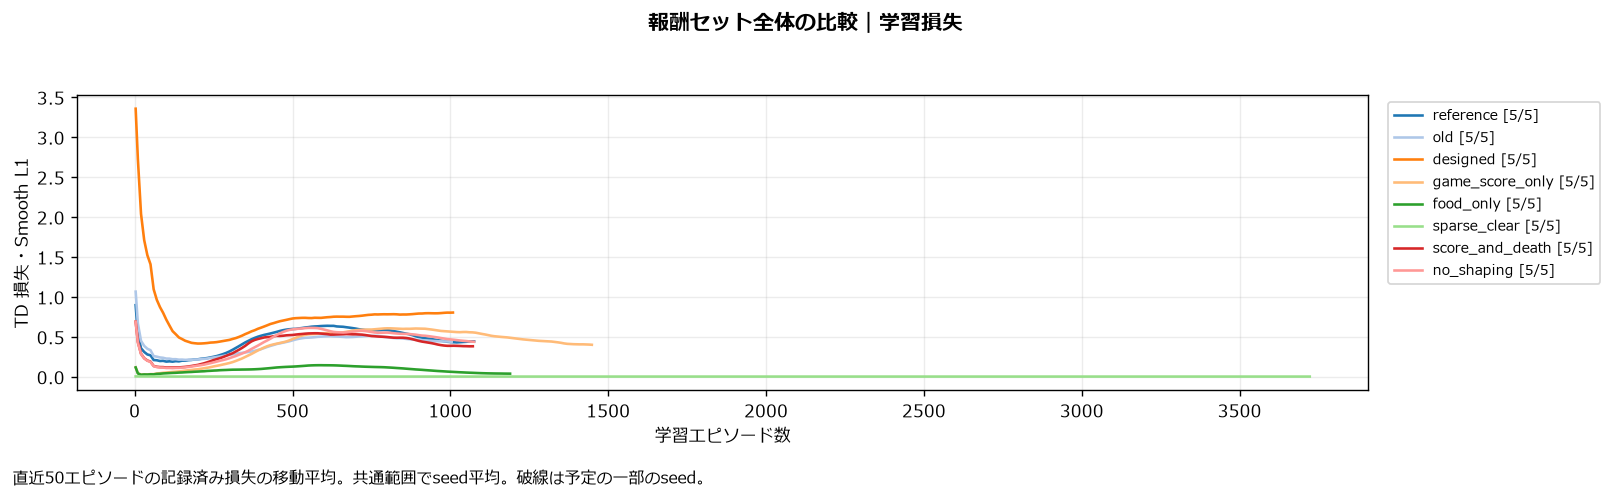 報酬セット全体の比較｜学習損失
TD 損失・Smooth L1
3.5
3.0
2.5
2.0
1.5
1.0
0.5
0.0
0 500 1000 1500 2000 2500 3000 3500
学習エピソード数
reference [5/5]
old [5/5]
designed [5/5]
game_score_only [5/5]
food_only [5/5]
sparse_clear [5/5]
score_and_death [5/5]
no_shaping [5/5]
直近50エピソードの記録済み損失の移動平均。共通範囲でseed平均。破線は予定の一部のseed。